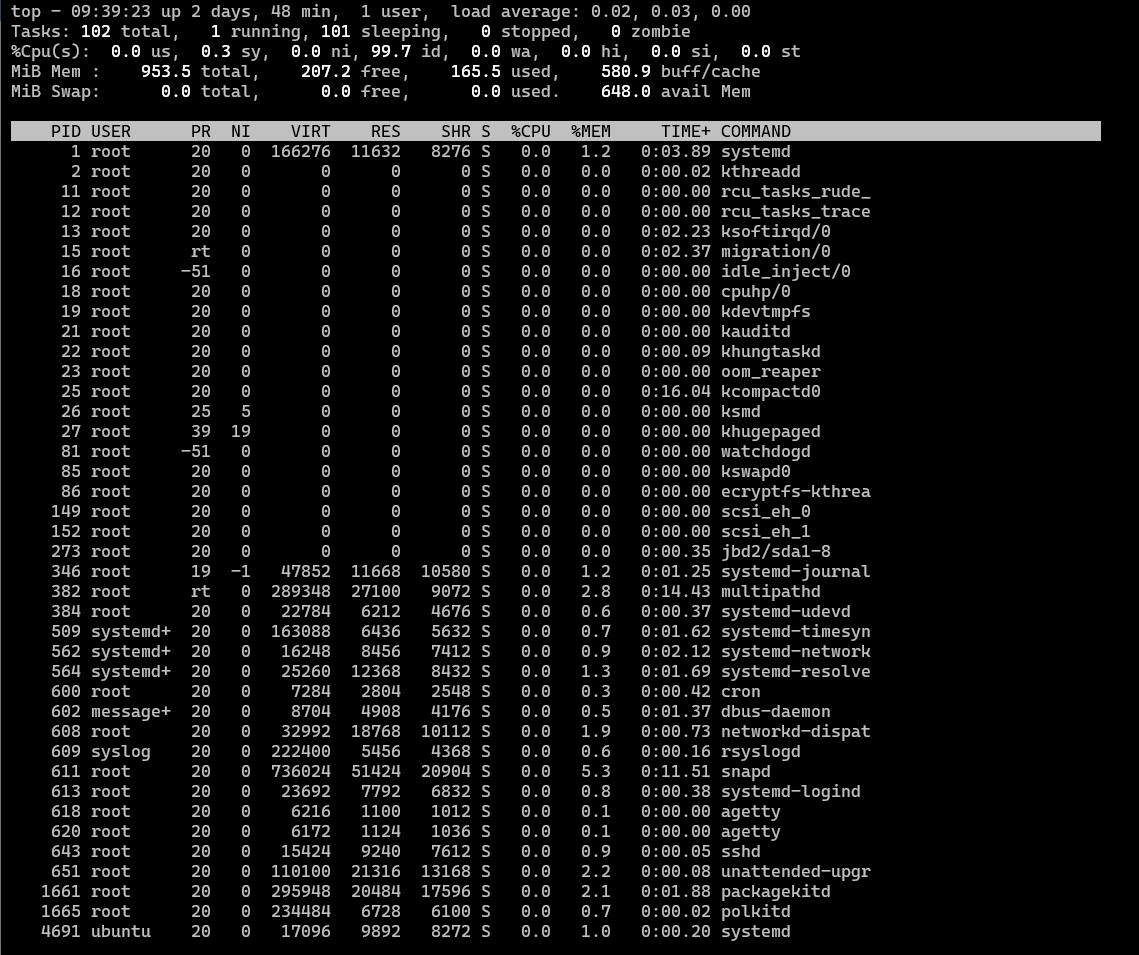 top - 09:39:23 up 2 days, 48 min,  1 user,  load average: 0.02, 0.03, 0.00
Tasks: 102 total,   1 running, 101 sleeping,   0 stopped,   0 zombie
%Cpu(s):  0.0 us,  0.3 sy,  0.0 ni, 99.7 id,  0.0 wa,  0.0 hi,  0.0 si,  0.0 st
MiB Mem :    953.5 total,    207.2 free,    165.5 used,    580.9 buff/cache
MiB Swap:      0.0 total,      0.0 free,      0.0 used.    648.0 avail Mem
    PID USER      PR  NI    VIRT    RES    SHR S  %CPU  %MEM     TIME+ COMMAND
      1 root      20   0  166276  11632   8276 S   0.0   1.2   0:03.89 systemd
      2 root      20   0       0      0      0 S   0.0   0.0   0:00.02 kthreadd
     11 root      20   0       0      0      0 S   0.0   0.0   0:00.00 rcu_tasks_rude_
     12 root      20   0       0      0      0 S   0.0   0.0   0:00.00 rcu_tasks_trace
     13 root      20   0       0      0      0 S   0.0   0.0   0:02.23 ksoftirqd/0
     15 root      rt   0       0      0      0 S   0.0   0.0   0:02.37 migration/0
     16 root     -51   0       0      0      0 S   0.0   0.0   0:00.00 idle_inject/0
     18 root      20   0       0      0      0 S   0.0   0.0   0:00.00 cpuhp/0
     19 root      20   0       0      0      0 S   0.0   0.0   0:00.00 kdevtmpfs
     21 root      20   0       0      0      0 S   0.0   0.0   0:00.00 kauditd
     22 root      20   0       0      0      0 S   0.0   0.0   0:00.09 khungtaskd
     23 root      20   0       0      0      0 S   0.0   0.0   0:00.00 oom_reaper
     25 root      20   0       0      0      0 S   0.0   0.0   0:16.04 kcompactd0
     26 root      25   5       0      0      0 S   0.0   0.0   0:00.00 ksmd
     27 root      39  19       0      0      0 S   0.0   0.0   0:00.00 khugepaged
     81 root     -51   0       0      0      0 S   0.0   0.0   0:00.00 watchdogd
     85 root      20   0       0      0      0 S   0.0   0.0   0:00.00 kswapd0
     86 root      20   0       0      0      0 S   0.0   0.0   0:00.00 ecryptfs-kthrea
    149 root      20   0       0      0      0 S   0.0   0.0   0:00.00 scsi_eh_0
    152 root      20   0       0      0      0 S   0.0   0.0   0:00.00 scsi_eh_1
    273 root      20   0       0      0      0 S   0.0   0.0   0:00.35 jbd2/sda1-8
    346 root      19  -1   47852  11668  10580 S   0.0   1.2   0:01.25 systemd-journal
    382 root      rt   0  289348  27100   9072 S   0.0   2.8   0:14.43 multipathd
    384 root      20   0   22784   6212   4676 S   0.0   0.6   0:00.37 systemd-udevd
    509 systemd+  20   0  163088   6436   5632 S   0.0   0.7   0:01.62 systemd-timesyn
    562 systemd+  20   0   16248   8456   7412 S   0.0   0.9   0:02.12 systemd-network
    564 systemd+  20   0   25260  12368   8432 S   0.0   1.3   0:01.69 systemd-resolve
    600 root      20   0    7284   2804   2548 S   0.0   0.3   0:00.42 cron
    602 message+  20   0    8704   4908   4176 S   0.0   0.5   0:01.37 dbus-daemon
    608 root      20   0   32992  18768  10112 S   0.0   1.9   0:00.73 networkd-dispat
    609 syslog    20   0  222400   5456   4368 S   0.0   0.6   0:00.16 rsyslogd
    611 root      20   0  736024  51424  20904 S   0.0   5.3   0:11.51 snapd
    613 root      20   0   23692   7792   6832 S   0.0   0.8   0:00.38 systemd-logind
    618 root      20   0    6216   1100   1012 S   0.0   0.1   0:00.00 agetty
    620 root      20   0    6172   1124   1036 S   0.0   0.1   0:00.00 agetty
    643 root      20   0   15424   9240   7612 S   0.0   0.9   0:00.05 sshd
    651 root      20   0  110100  21316  13168 S   0.0   2.2   0:00.08 unattended-upgr
   1661 root      20   0  295948  20484  17596 S   0.0   2.1   0:01.88 packagekitd
   1665 root      20   0  234484   6728   6100 S   0.0   0.7   0:00.02 polkitd
   4691 ubuntu    20   0   17096   9892   8272 S   0.0   1.0   0:00.20 systemd